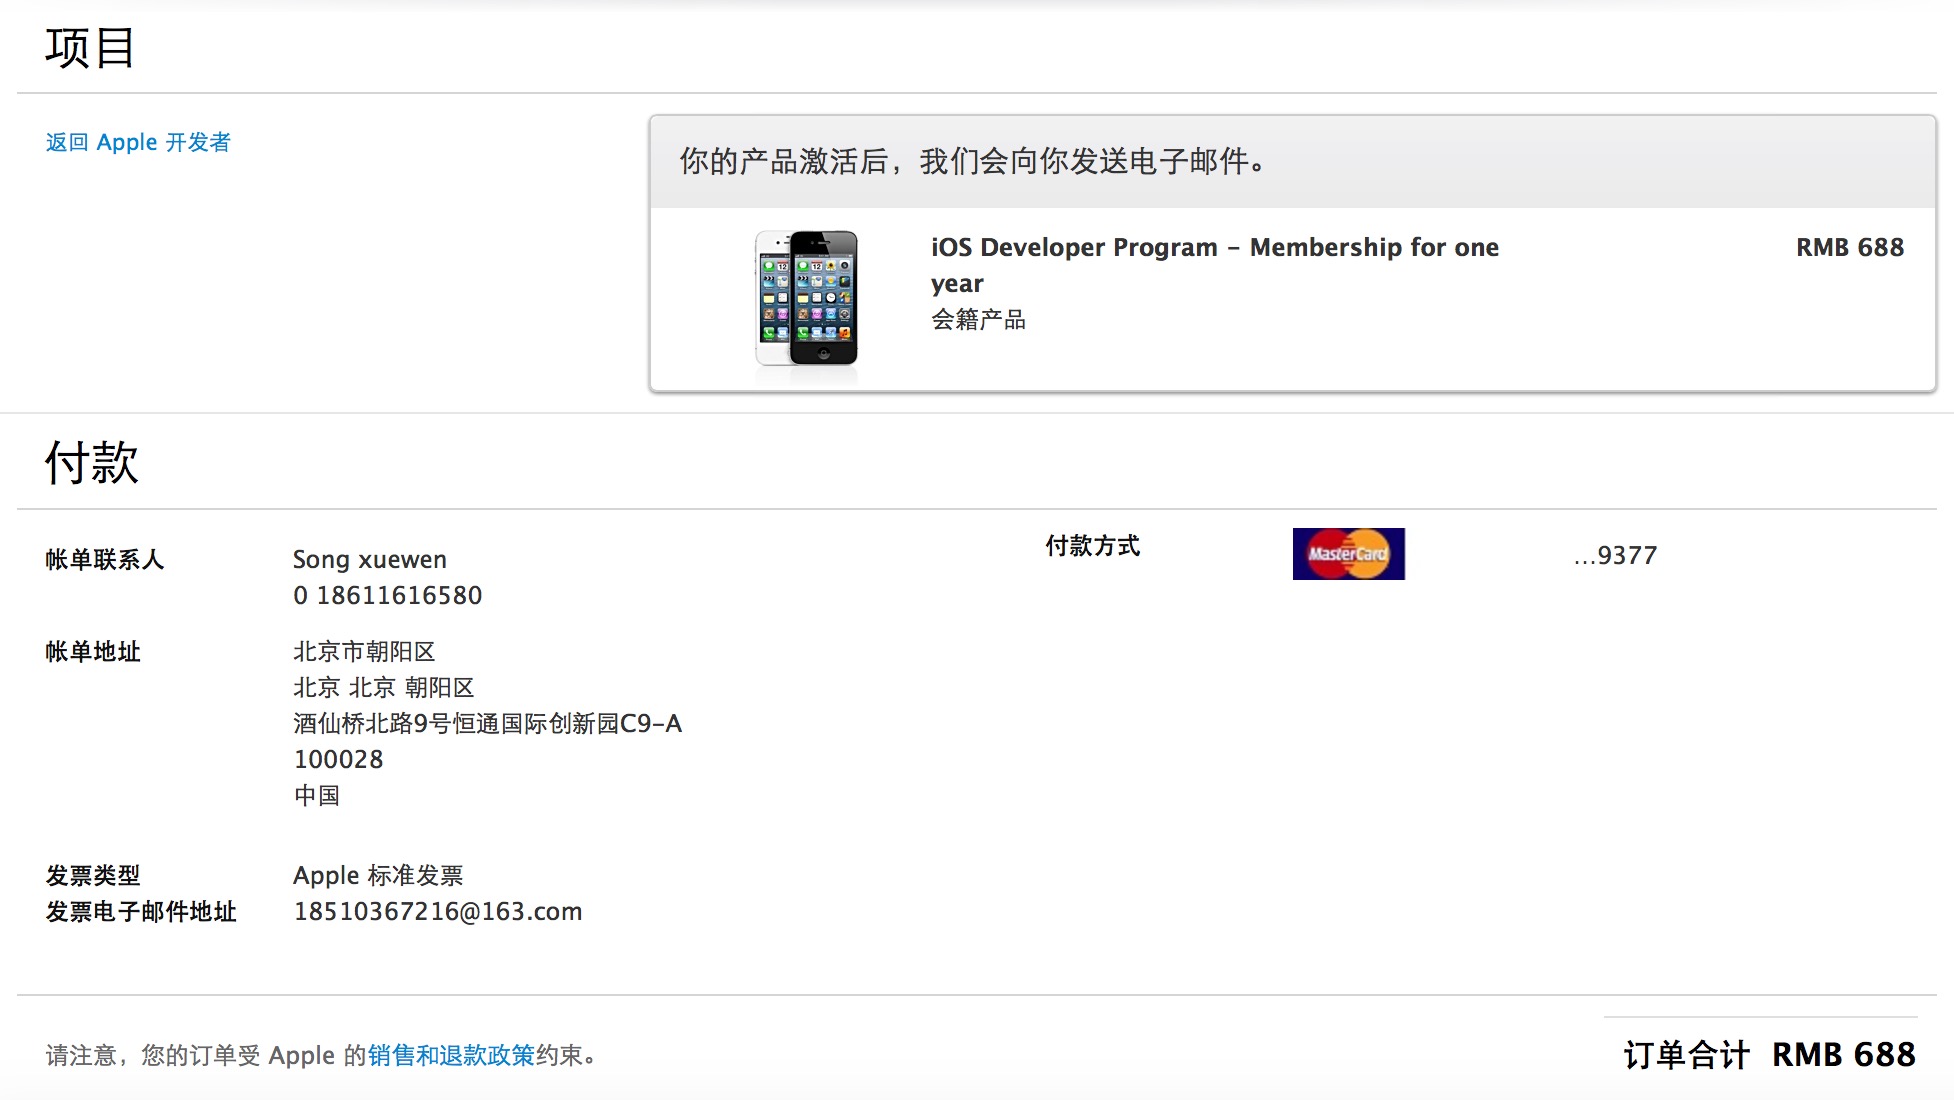 项目
返回 Apple 开发者
你的产品激活后，我们会向你发送电子邮件。
iOS Developer Program – Membership for one
year
RMB 688
会籍产品
付款
帐单联系人
Song xuewen
0 18611616580
付款方式
MasterCard
...9377
帐单地址
北京市朝阳区
北京 北京 朝阳区
酒仙桥北路9号恒通国际创新园C9-A
100028
中国
发票类型
Apple 标准发票
发票电子邮件地址
18510367216@163.com
请注意，您的订单受 Apple 的销售和退款政策约束。
订单合计 RMB 688